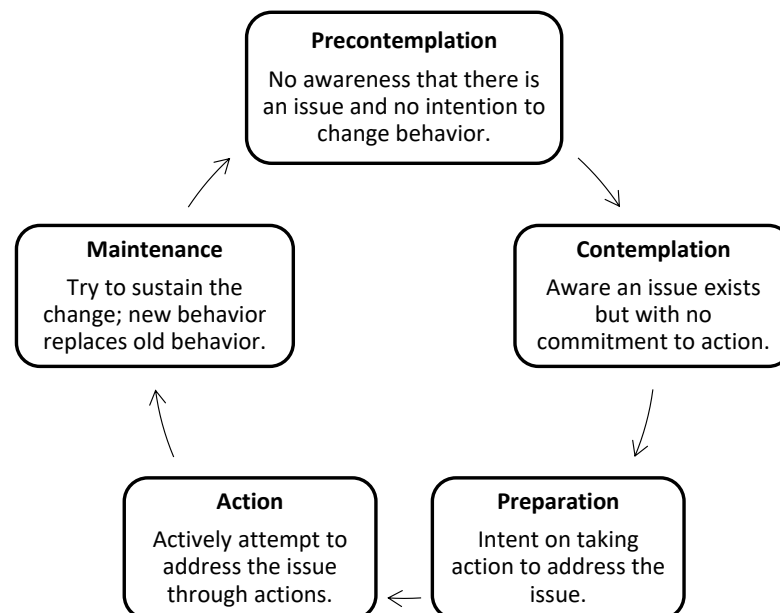 Precontemplation
No awareness that there is
an issue and no intention to
change behavior.
Contemplation
Aware an issue exists
but with no
commitment to action.
Preparation
Intent on taking
action to address the
issue.
Action
Actively attempt to
address the issue
through actions.
Maintenance
Try to sustain the
change; new behavior
replaces old behavior.